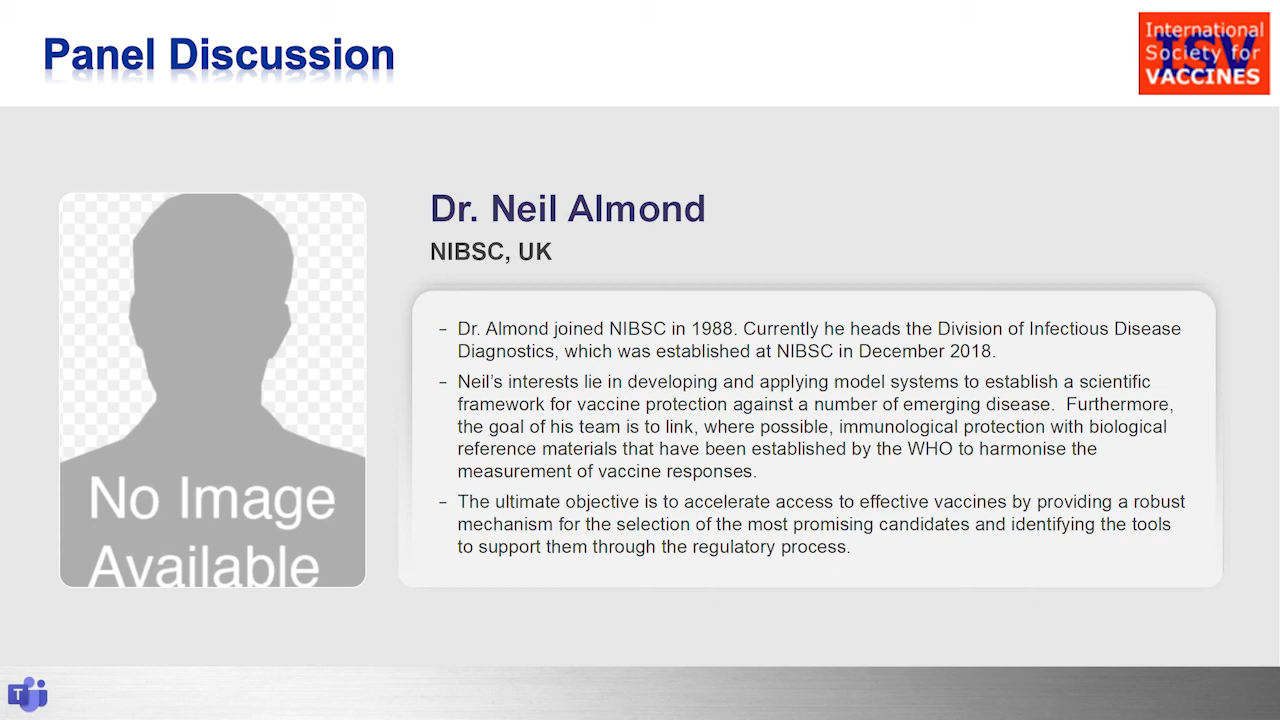 Panel Discussion
International
Society for
VACCINES
ISV
Dr. Neil Almond
NIBSC, UK
No Image
Available
- Dr. Almond joined NIBSC in 1988. Currently he heads the Division of Infectious Disease
Diagnostics, which was established at NIBSC in December 2018.
- Neil’s interests lie in developing and applying model systems to establish a scientific
framework for vaccine protection against a number of emerging disease.  Furthermore,
the goal of his team is to link, where possible, immunological protection with biological
reference materials that have been established by the WHO to harmonise the
measurement of vaccine responses.
- The ultimate objective is to accelerate access to effective vaccines by providing a robust
mechanism for the selection of the most promising candidates and identifying the tools
to support them through the regulatory process.
T